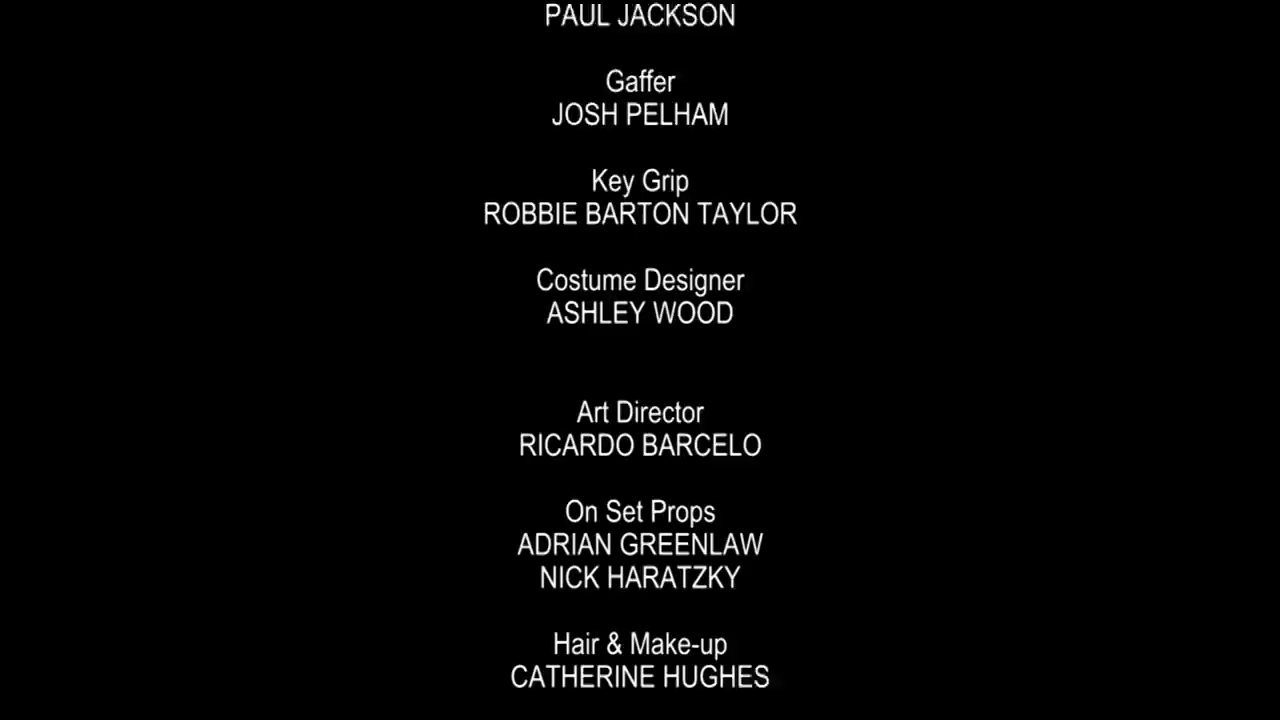 PAUL JACKSON
Gaffer
JOSH PELHAM
Key Grip
ROBBIE BARTON TAYLOR
Costume Designer
ASHLEY WOOD
Art Director
RICARDO BARCELO
On Set Props
ADRIAN GREENLAW
NICK HARATZKY
Hair & Make-up
CATHERINE HUGHES